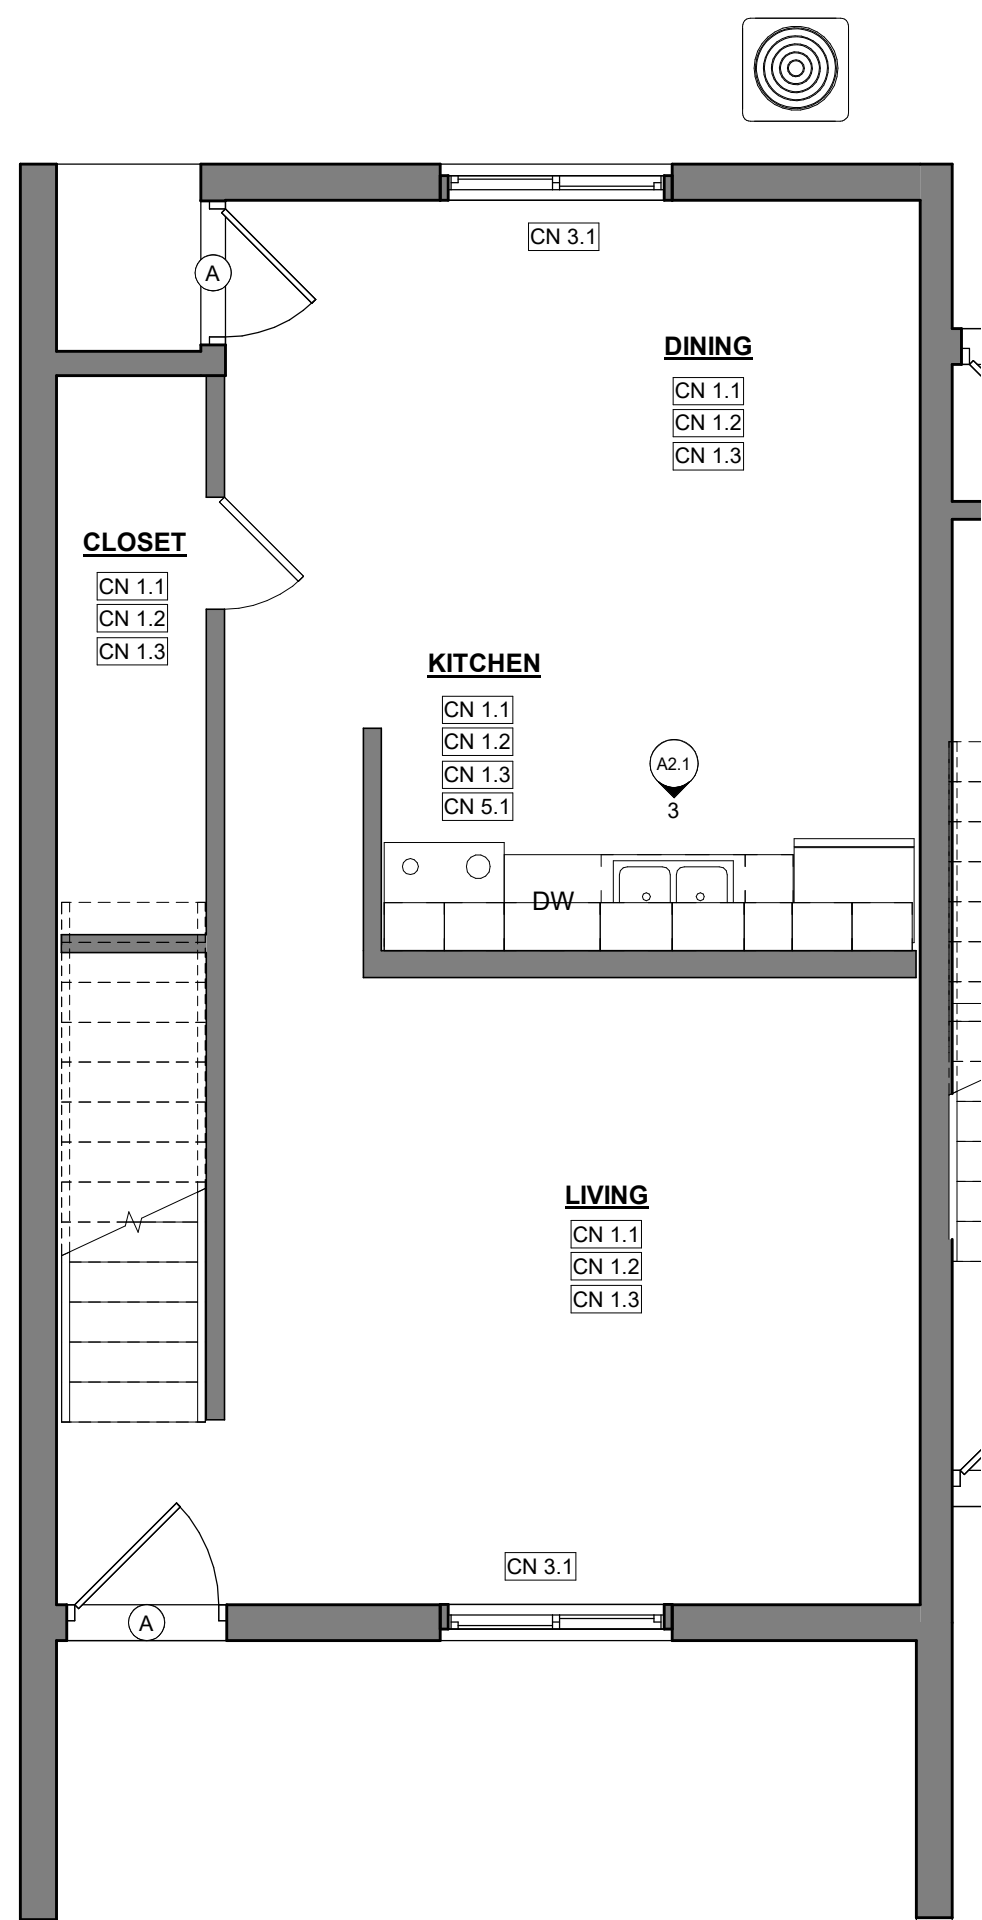 CN 3.1
A
DINING
CN 1.1
CN 1.2
CN 1.3
CLOSET
CN 1.1
CN 1.2
CN 1.3
KITCHEN
CN 1.1
CN 1.2
CN 1.3
CN 5.1
A2.1
3
DW
LIVING
CN 1.1
CN 1.2
CN 1.3
CN 3.1
A